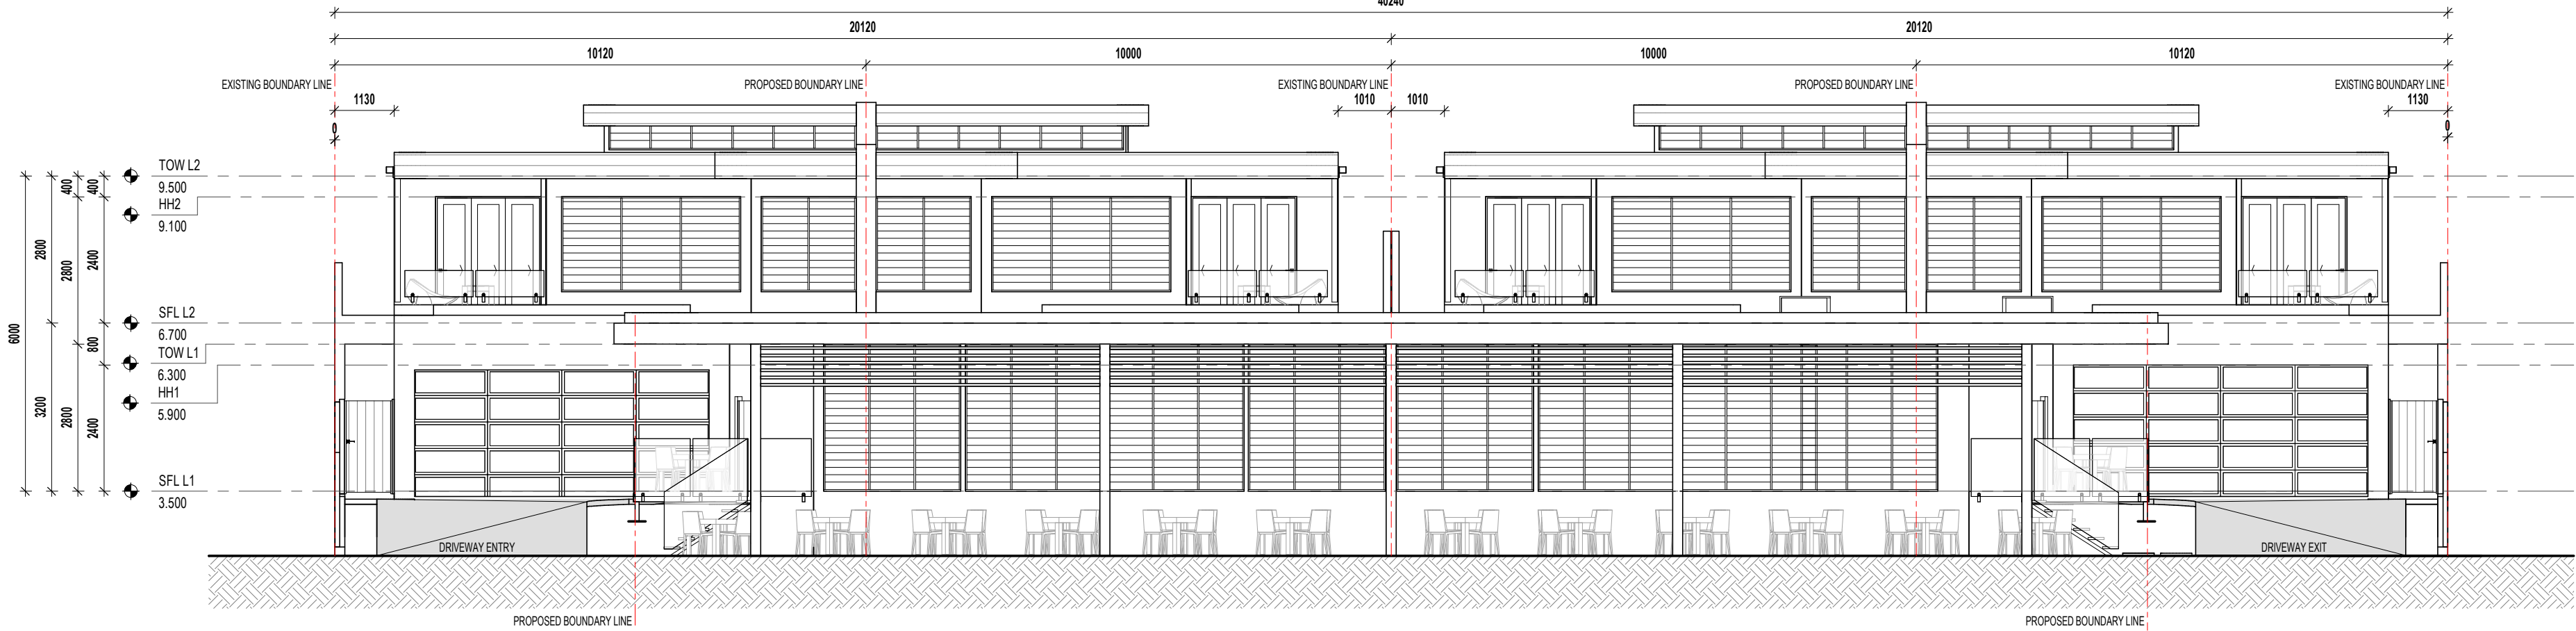 40240
20120
20120
10120
10000
10000
10120
EXISTING BOUNDARY LINE
PROPOSED BOUNDARY LINE
EXISTING BOUNDARY LINE
PROPOSED BOUNDARY LINE
EXISTING BOUNDARY LINE
1130
1010
1010
1130
0
0
TOW L2
9.500
HH2
9.100
SFL L2
6.700
TOW L1
6.300
HH1
5.900
SFL L1
3.500
6000
2800
3200
400
2800
2800
400
2400
800
2400
DRIVEWAY ENTRY
DRIVEWAY EXIT
PROPOSED BOUNDARY LINE
PROPOSED BOUNDARY LINE